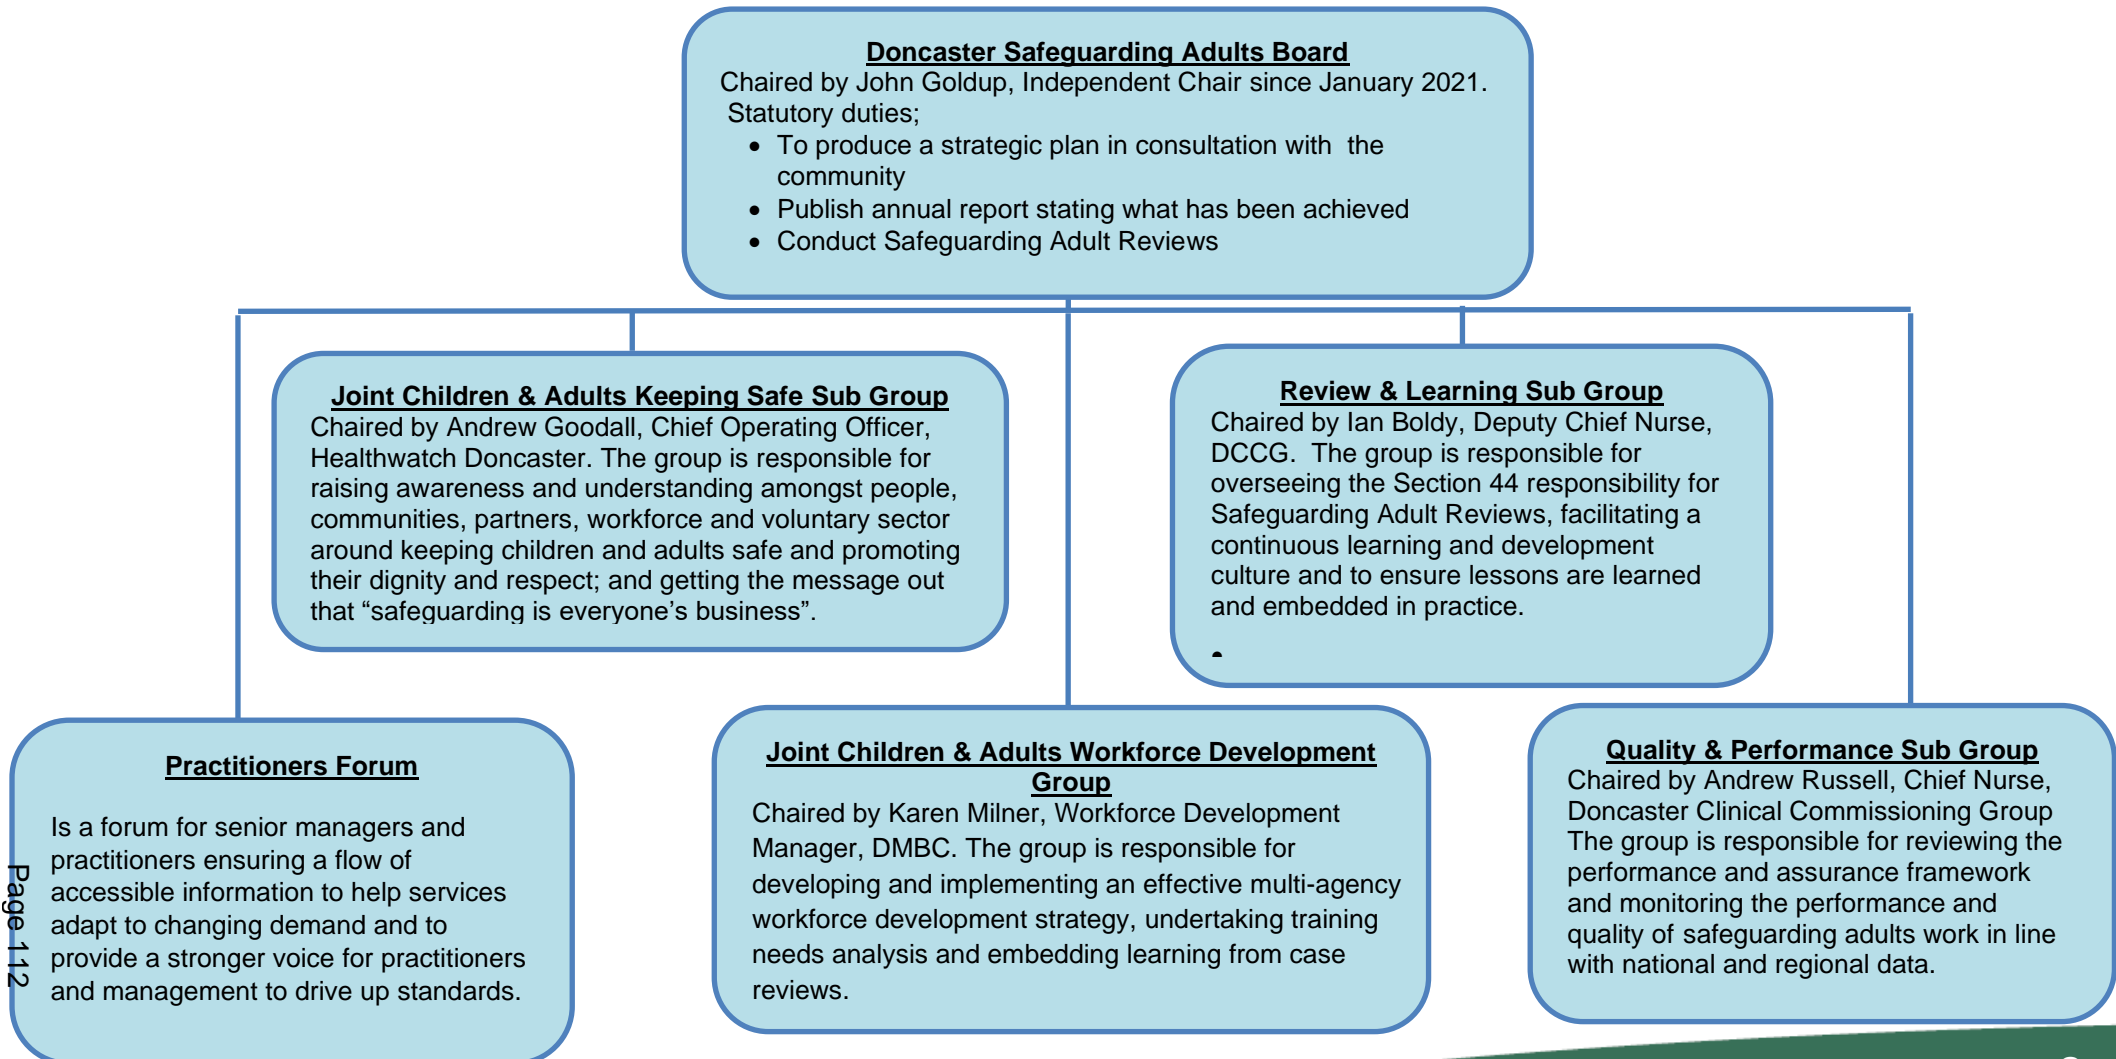 Doncaster Safeguarding Adults Board
Chaired by John Goldup, Independent Chair since January 2021.
Statutory duties;
• To produce a strategic plan in consultation with the
community
• Publish annual report stating what has been achieved
• Conduct Safeguarding Adult Reviews
Joint Children & Adults Keeping Safe Sub Group
Chaired by Andrew Goodall, Chief Operating Officer,
Healthwatch Doncaster. The group is responsible for
raising awareness and understanding amongst people,
communities, partners, workforce and voluntary sector
around keeping children and adults safe and promoting
their dignity and respect; and getting the message out
that “safeguarding is everyone’s business”.
Review & Learning Sub Group
Chaired by Ian Boldy, Deputy Chief Nurse,
DCCG. The group is responsible for
overseeing the Section 44 responsibility for
Safeguarding Adult Reviews, facilitating a
continuous learning and development
culture and to ensure lessons are learned
and embedded in practice.
•
Practitioners Forum
Is a forum for senior managers and
practitioners ensuring a flow of
accessible information to help services
adapt to changing demand and to
provide a stronger voice for practitioners
and management to drive up standards.
Joint Children & Adults Workforce Development
Group
Chaired by Karen Milner, Workforce Development
Manager, DMBC. The group is responsible for
developing and implementing an effective multi-agency
workforce development strategy, undertaking training
needs analysis and embedding learning from case
reviews.
Quality & Performance Sub Group
Chaired by Andrew Russell, Chief Nurse,
Doncaster Clinical Commissioning Group
The group is responsible for reviewing the
performance and assurance framework
and monitoring the performance and
quality of safeguarding adults work in line
with national and regional data.
Page 112